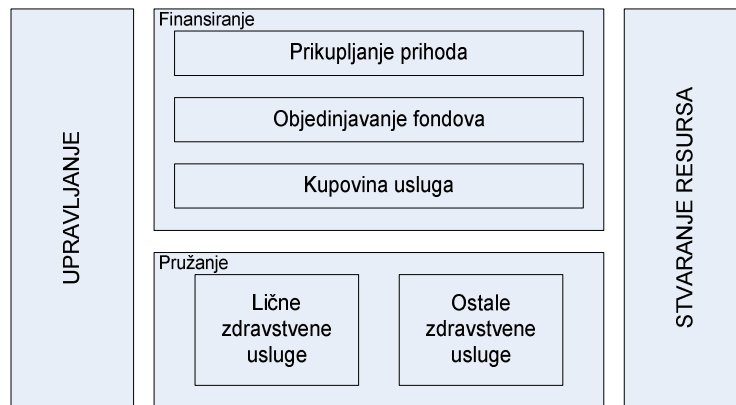 UPRAVLJANJE
Finansiranje
Prikupljanje prihoda
Objedinjavanje fondova
Kupovina usluga
Pružanje
Lične
zdravstvene
usluge
Ostale
zdravstvene
usluge
STVARANJE RESURSA